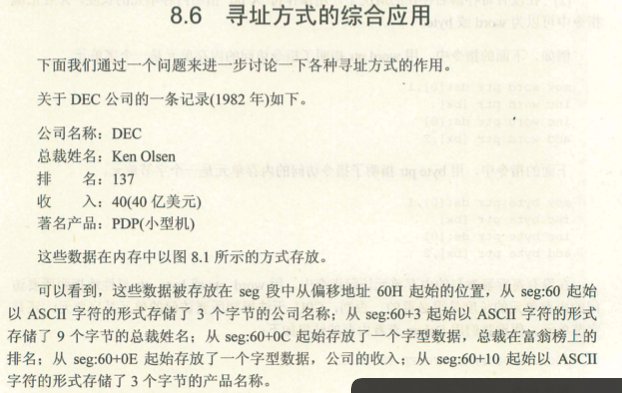 8.6 寻址方式的综合应用
下面我们通过一个问题来进一步讨论一下各种寻址方式的作用。
关于 DEC 公司的一条记录(1982 年)如下。
公司名称：DEC
总裁姓名：Ken Olsen
排　　名：137
收　　入：40(40 亿美元)
著名产品：PDP(小型机)
这些数据在内存中以图 8.1 所示的方式存放。
可以看到，这些数据被存放在 seg 段中从偏移地址 60H 起始的位置，从 seg:60 起始
以 ASCII 字符的形式存储了 3 个字节的公司名称；从 seg:60+3 起始以 ASCII 字符的形式
存储了 9 个字节的总裁姓名；从 seg:60+0C 起始存放了一个字型数据，总裁在富翁榜上的
排名；从 seg:60+0E 起始存放了一个字型数据，公司的收入；从 seg:60+10 起始以 ASCII
字符的形式存储了 3 个字节的产品名称。